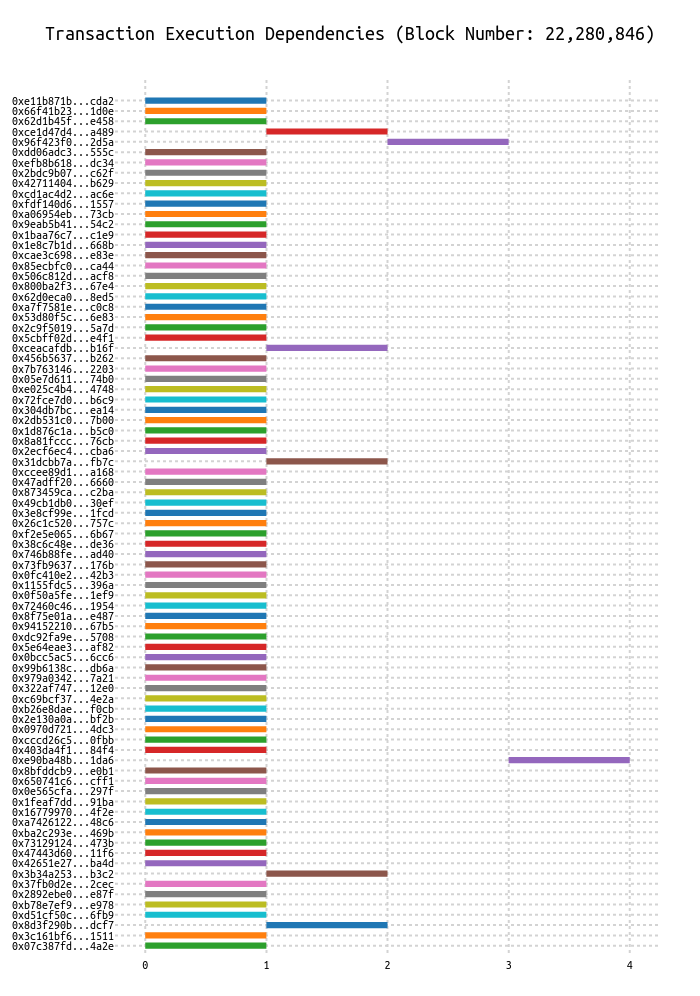 Transaction Execution Dependencies (Block Number: 22,280,846)
0xe11b871b...cda2
0x66f41b23...1d0e
0x62d1b45f...e458
0xce1d47d4...a489
0x96f423f0...2d5a
0xdd06adc3...555c
0xefb8b618...dc34
0x2bdc9b07...c62f
0x42711404...b629
0xcd1ac4d2...ac6e
0xfdf140d6...1557
0xa06954eb...73cb
0x9eab5b41...54c2
0x1baa76c7...c1e9
0x1e8c7b1d...668b
0xcae3c698...e83e
0x85ecbfc0...ca44
0x506c812d...acf8
0x800ba2f3...67e4
0x62d0eca0...8ed5
0xa7f7581e...c0c8
0x53d80f5c...6e83
0x2c9f5019...5a7d
0x5cbff02d...e4f1
0xceacafdb...b16f
0x456b5637...b262
0x7b763146...2203
0x05e7d611...74b0
0xe025c4b4...4748
0x72fce7d0...b6c9
0x304db7bc...ea14
0x2db531c0...7b00
0x1d876c1a...b5c0
0x8a81fccc...76cb
0x2ecf6ec4...cba6
0x31dcbb7a...fb7c
0xccee89d1...a168
0x47adff20...6660
0x873459ca...c2ba
0x49cb1db0...30ef
0x3e8cf99e...1fcd
0x26c1c520...757c
0xf2e5e065...6b67
0x38c6c48e...de36
0x746b88fe...ad40
0x73fb9637...176b
0x0fc410e2...42b3
0x1155fdc5...396a
0x0f50a5fe...1ef9
0x72460c46...1954
0x8f75e01a...e487
0x94152210...67b5
0xdc92fa9e...5708
0x5e64eae3...af82
0x0bcc5ac5...6cc6
0x99b6138c...db6a
0x979a0342...7a21
0x322af747...12e0
0xc69bcf37...4e2a
0xb26e8dae...f0cb
0x2e130a0a...bf2b
0x0970d721...4dc3
0xcccd26c5...0fbb
0x403da4f1...84f4
0xe90ba48b...1da6
0x8bfddcb9...e0b1
0x650741c6...cff1
0x0e565cfa...297f
0x1feaf7dd...91ba
0x16779970...4f2e
0xa7426122...48c6
0xba2c293e...469b
0x73129124...473b
0x47443d60...11f6
0x42651e27...ba4d
0x3b34a253...b3c2
0x37fb0d2e...2cec
0x2892ebe0...e87f
0xb78e7ef9...e978
0xd51cf50c...6fb9
0x8d3f290b...dcf7
0x3c161bf6...1511
0x07c387fd...4a2e
0 1 2 3 4